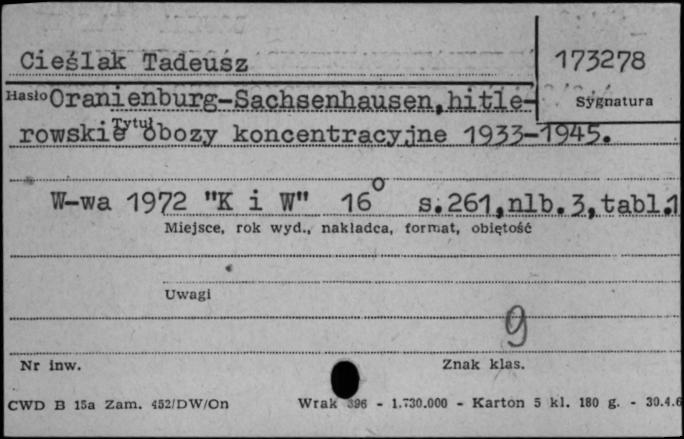 Cieślak Tadeusz 173278
Hasło Oranienburg-Sachsenhausen,hitle- Sygnatura
rowskie Tytuł obozy koncentracyjne 1933-1945.
W-wa 1972 "K i W" 16° s.261,nlb.3,tabl.1
Miejsce, rok wyd., nakładca, format, objętość
Uwagi
9
Nr inw. Znak klas.
CWD B 15a Zam. 452/DW/On Wrak 396 - 1.730.000 - Karton 5 kl. 180 g. - 30.4.6